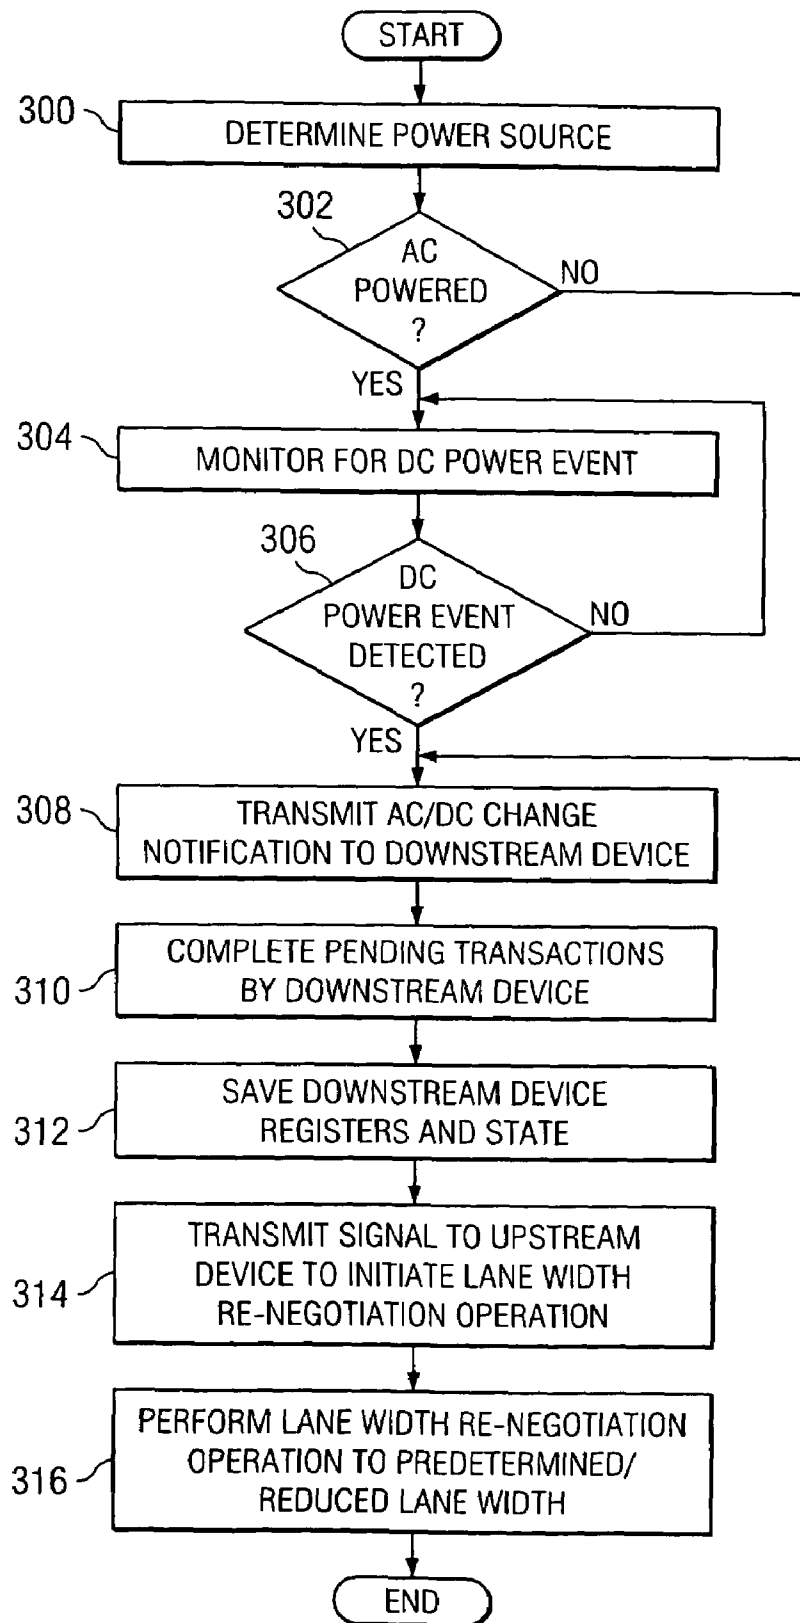 START
300
DETERMINE POWER SOURCE
302
AC
POWERED
?
NO
YES
304
MONITOR FOR DC POWER EVENT
306
DC
POWER EVENT
DETECTED
?
NO
YES
308
TRANSMIT AC/DC CHANGE
NOTIFICATION TO DOWNSTREAM DEVICE
310
COMPLETE PENDING TRANSACTIONS
BY DOWNSTREAM DEVICE
312
SAVE DOWNSTREAM DEVICE
REGISTERS AND STATE
314
TRANSMIT SIGNAL TO UPSTREAM
DEVICE TO INITIATE LANE WIDTH
RE-NEGOTIATION OPERATION
316
PERFORM LANE WIDTH RE-NEGOTIATION
OPERATION TO PREDETERMINED/
REDUCED LANE WIDTH
END